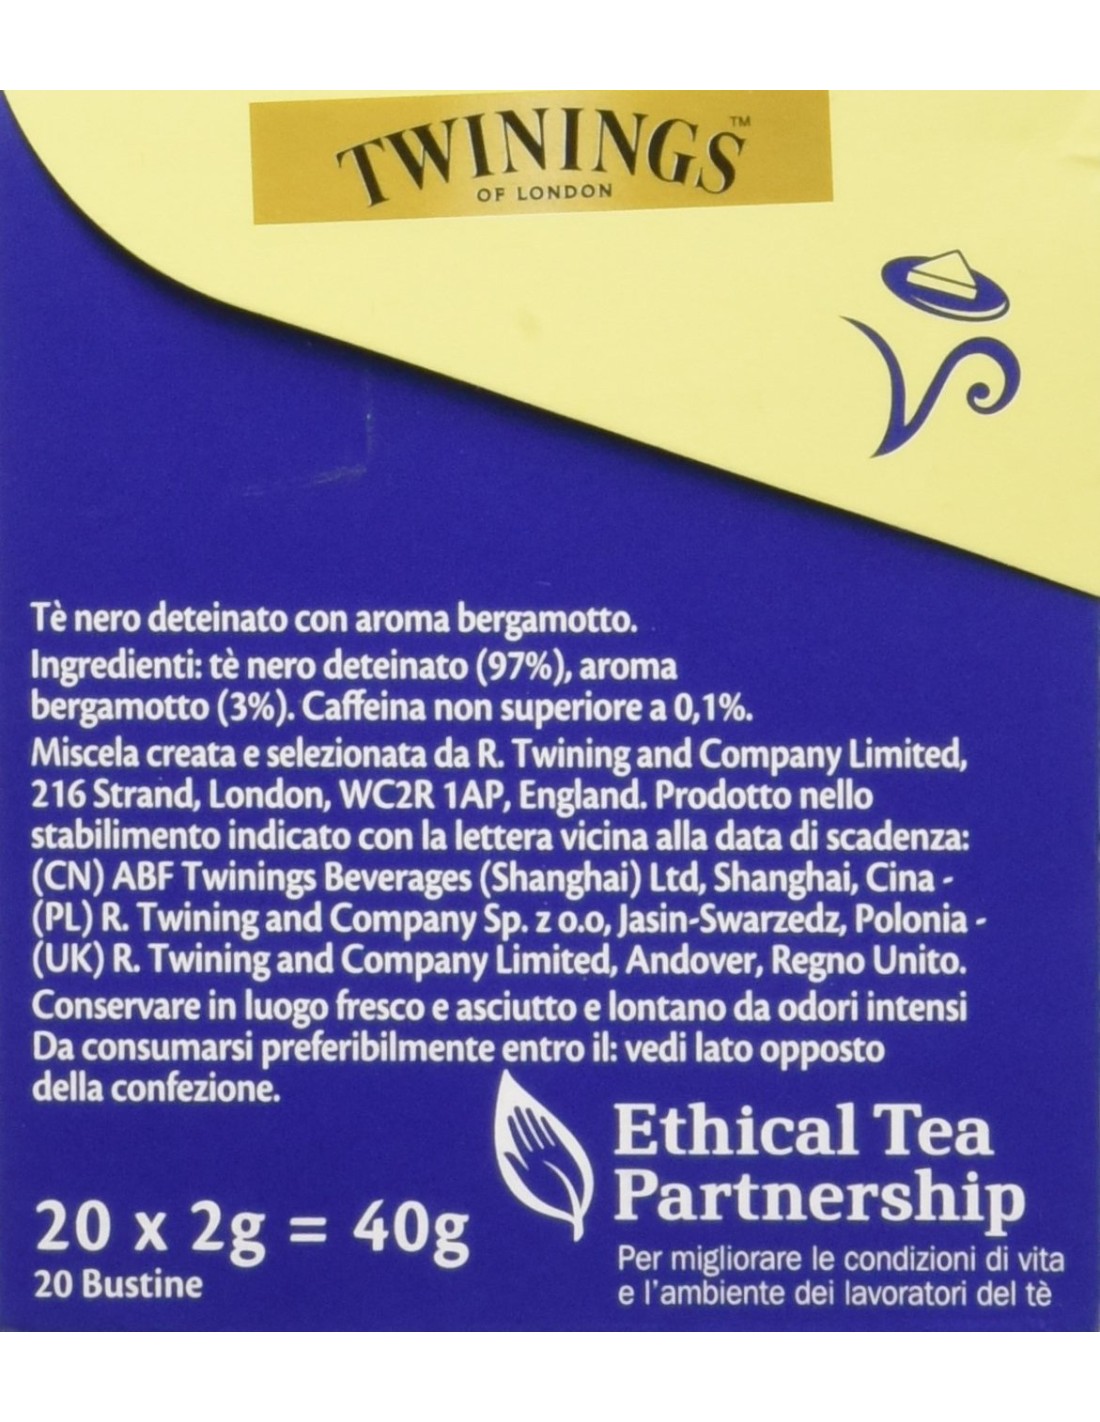 TWININGS™
OF LONDON
Tè nero deteinato con aroma bergamotto.
Ingredienti: tè nero deteinato (97%), aroma
bergamotto (3%). Caffeina non superiore a 0,1%.
Miscela creata e selezionata da R. Twining and Company Limited,
216 Strand, London, WC2R 1AP, England. Prodotto nello
stabilimento indicato con la lettera vicina alla data di scadenza:
(CN) ABF Twinings Beverages (Shanghai) Ltd, Shanghai, Cina -
(PL) R. Twining and Company Sp. z o.o, Jasin-Swarzedz, Polonia -
(UK) R. Twining and Company Limited, Andover, Regno Unito.
Conservare in luogo fresco e asciutto e lontano da odori intensi
Da consumarsi preferibilmente entro il: vedi lato opposto
della confezione.
Ethical Tea
Partnership
Per migliorare le condizioni di vita
e l'ambiente dei lavoratori del tè
20 x 2g = 40g
20 Bustine